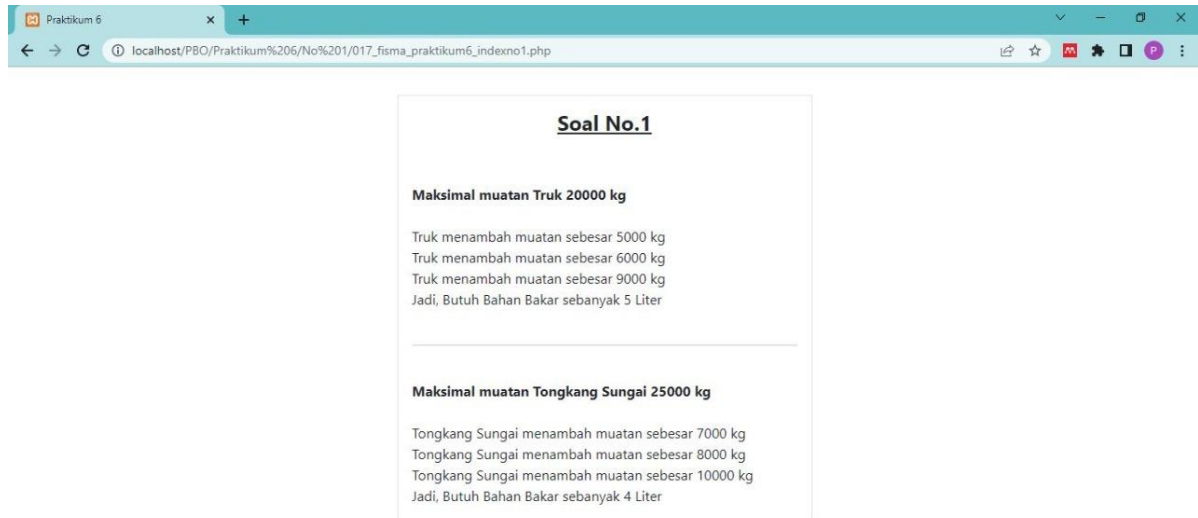 Praktikum 6
localhost/PBO/Praktikum%206/No%201/017_fisma_praktikum6_indexno1.php
P
Soal No.1
Maksimal muatan Truk 20000 kg
Truk menambah muatan sebesar 5000 kg
Truk menambah muatan sebesar 6000 kg
Truk menambah muatan sebesar 9000 kg
Jadi, Butuh Bahan Bakar sebanyak 5 Liter
Maksimal muatan Tongkang Sungai 25000 kg
Tongkang Sungai menambah muatan sebesar 7000 kg
Tongkang Sungai menambah muatan sebesar 8000 kg
Tongkang Sungai menambah muatan sebesar 10000 kg
Jadi, Butuh Bahan Bakar sebanyak 4 Liter